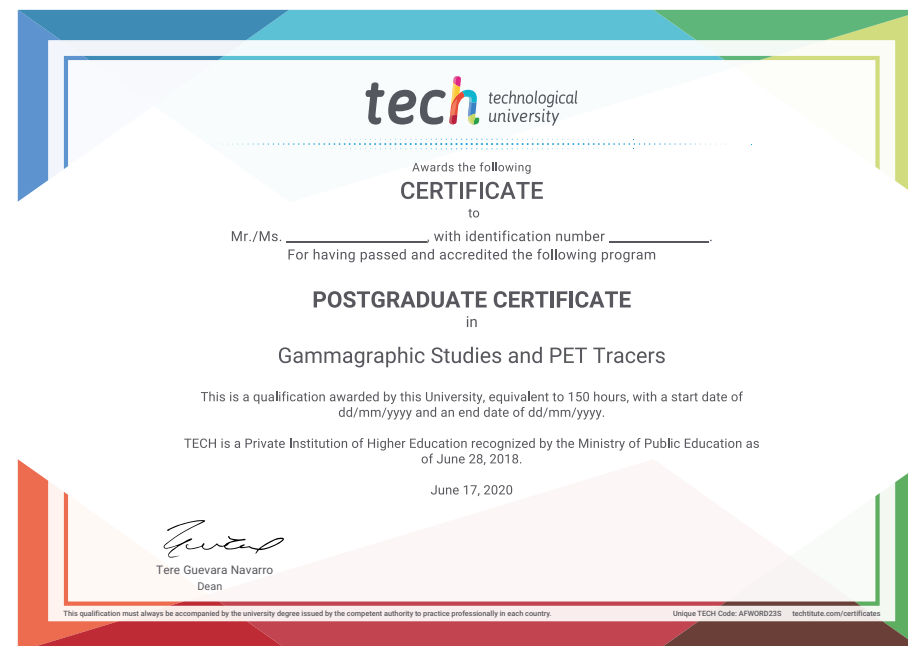 tech technological
university
Awards the following
CERTIFICATE
to
Mr./Ms. ____________________, with identification number ______________.
For having passed and accredited the following program
POSTGRADUATE CERTIFICATE
in
Gammagraphic Studies and PET Tracers
This is a qualification awarded by this University, equivalent to 150 hours, with a start date of
dd/mm/yyyy and an end date of dd/mm/yyyy.
TECH is a Private Institution of Higher Education recognized by the Ministry of Public Education as
of June 28, 2018.
June 17, 2020
Tere Guevara Navarro
Dean
This qualification must always be accompanied by the university degree issued by the competent authority to practice professionally in each country. Unique TECH Code: AFWORD23S techtitute.com/certificates